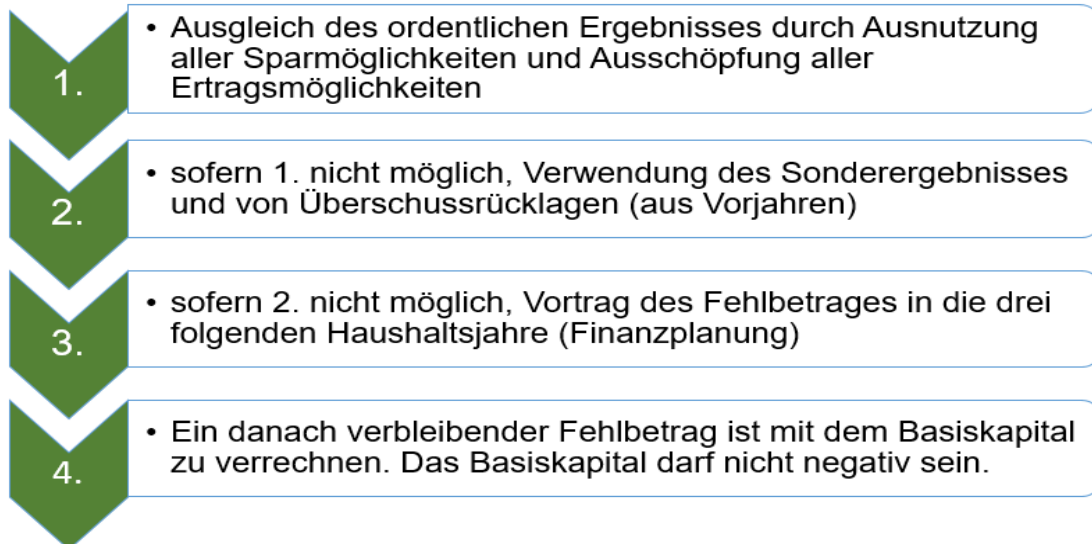 1.
• Ausgleich des ordentlichen Ergebnisses durch Ausnutzung
aller Sparmöglichkeiten und Ausschöpfung aller
Ertragsmöglichkeiten
2.
• sofern 1. nicht möglich, Verwendung des Sonderergebnisses
und von Überschussrücklagen (aus Vorjahren)
3.
• sofern 2. nicht möglich, Vortrag des Fehlbetrages in die drei
folgenden Haushaltsjahre (Finanzplanung)
4.
• Ein danach verbleibender Fehlbetrag ist mit dem Basiskapital
zu verrechnen. Das Basiskapital darf nicht negativ sein.